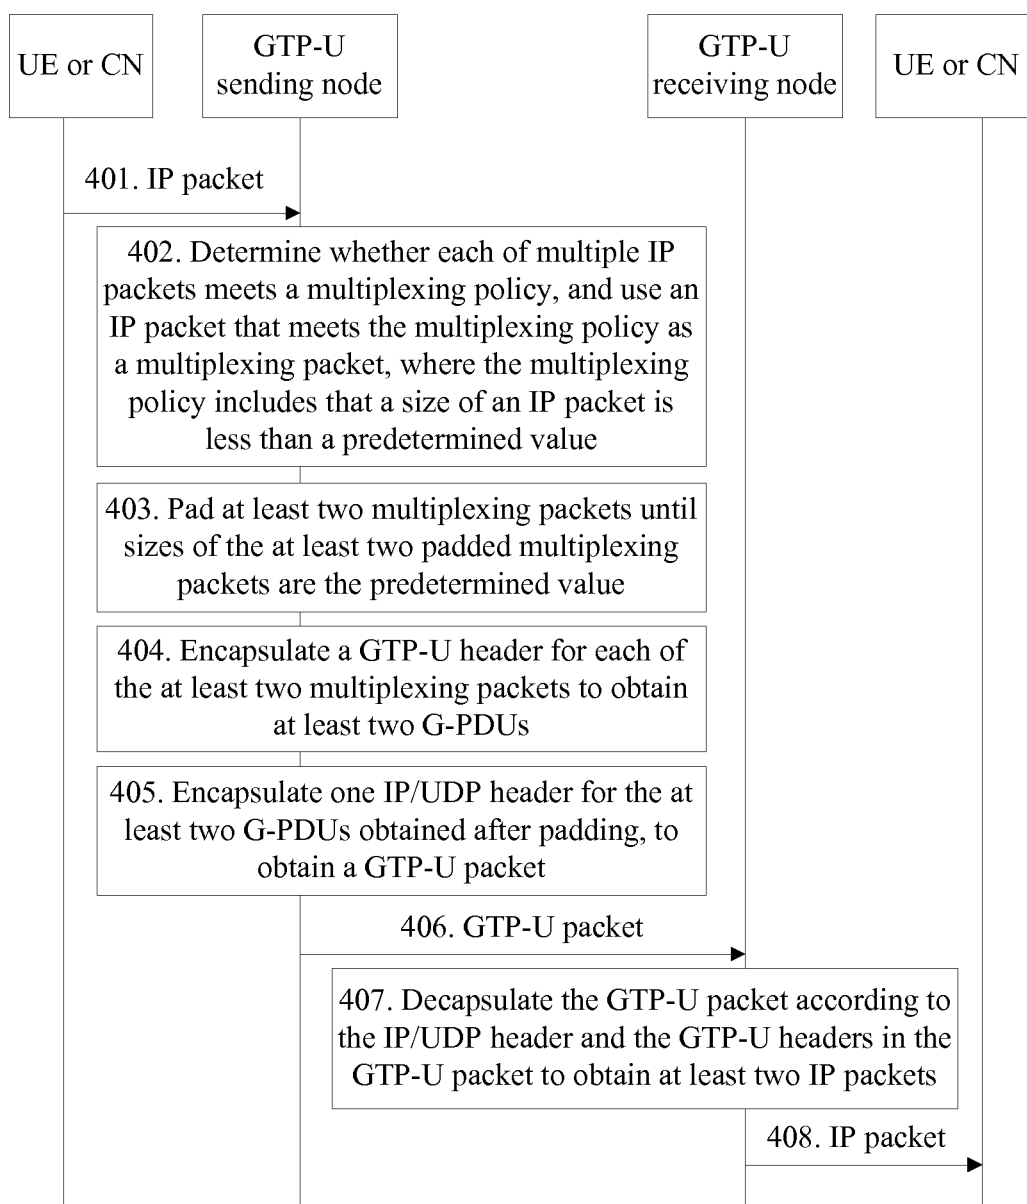 UE or CN
GTP-U
sending node
GTP-U
receiving node
UE or CN
401. IP packet
402. Determine whether each of multiple IP
packets meets a multiplexing policy, and use an
IP packet that meets the multiplexing policy as
a multiplexing packet, where the multiplexing
policy includes that a size of an IP packet is
less than a predetermined value
403. Pad at least two multiplexing packets until
sizes of the at least two padded multiplexing
packets are the predetermined value
404. Encapsulate a GTP-U header for each of
the at least two multiplexing packets to obtain
at least two G-PDUs
405. Encapsulate one IP/UDP header for the at
least two G-PDUs obtained after padding, to
obtain a GTP-U packet
406. GTP-U packet
407. Decapsulate the GTP-U packet according to
the IP/UDP header and the GTP-U headers in the
GTP-U packet to obtain at least two IP packets
408. IP packet